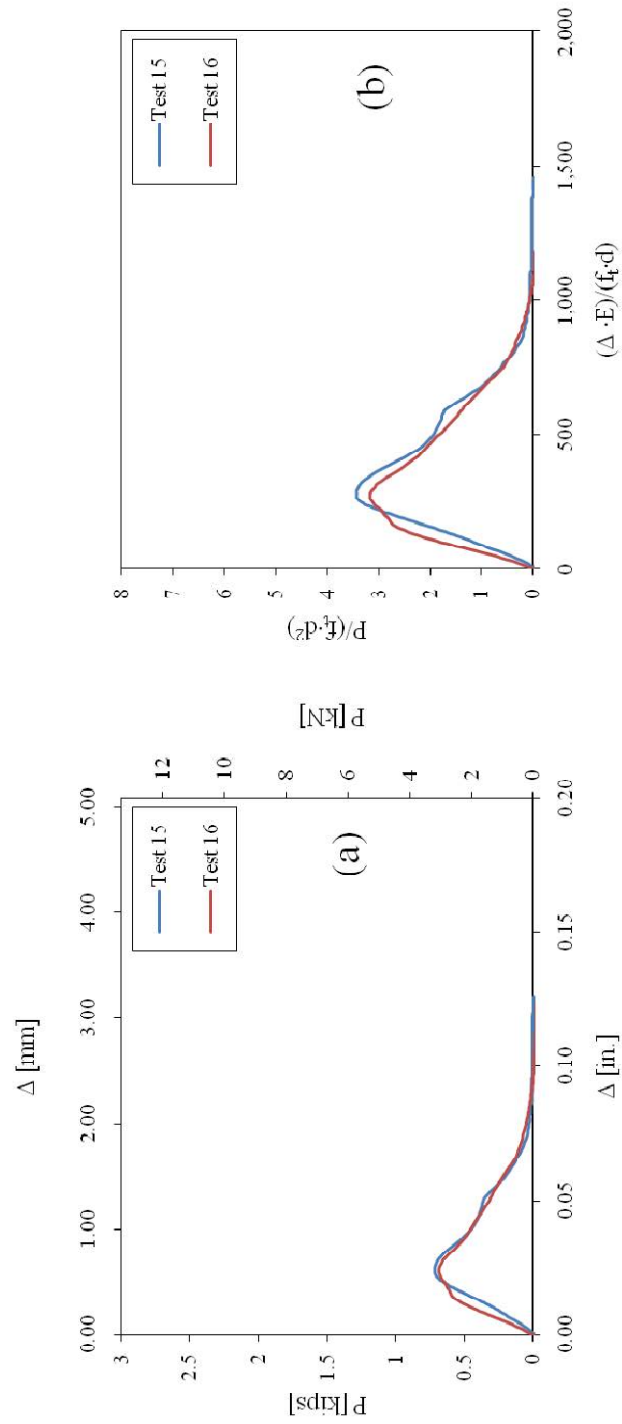 Δ [mm]
0.00 1.00 2.00 3.00 4.00 5.00
P [kips]
3
2.5
2
1.5
1
0.5
0
P [kN]
12
10
8
6
4
2
0
Test 15
Test 16
(a)
0.00 0.05 0.10 0.15 0.20
Δ [in.]
P/(fₜ·d²)
8
7
6
5
4
3
2
1
0
Test 15
Test 16
(b)
0 500 1,000 1,500 2,000
(Δ·E)/(fₜ·d)